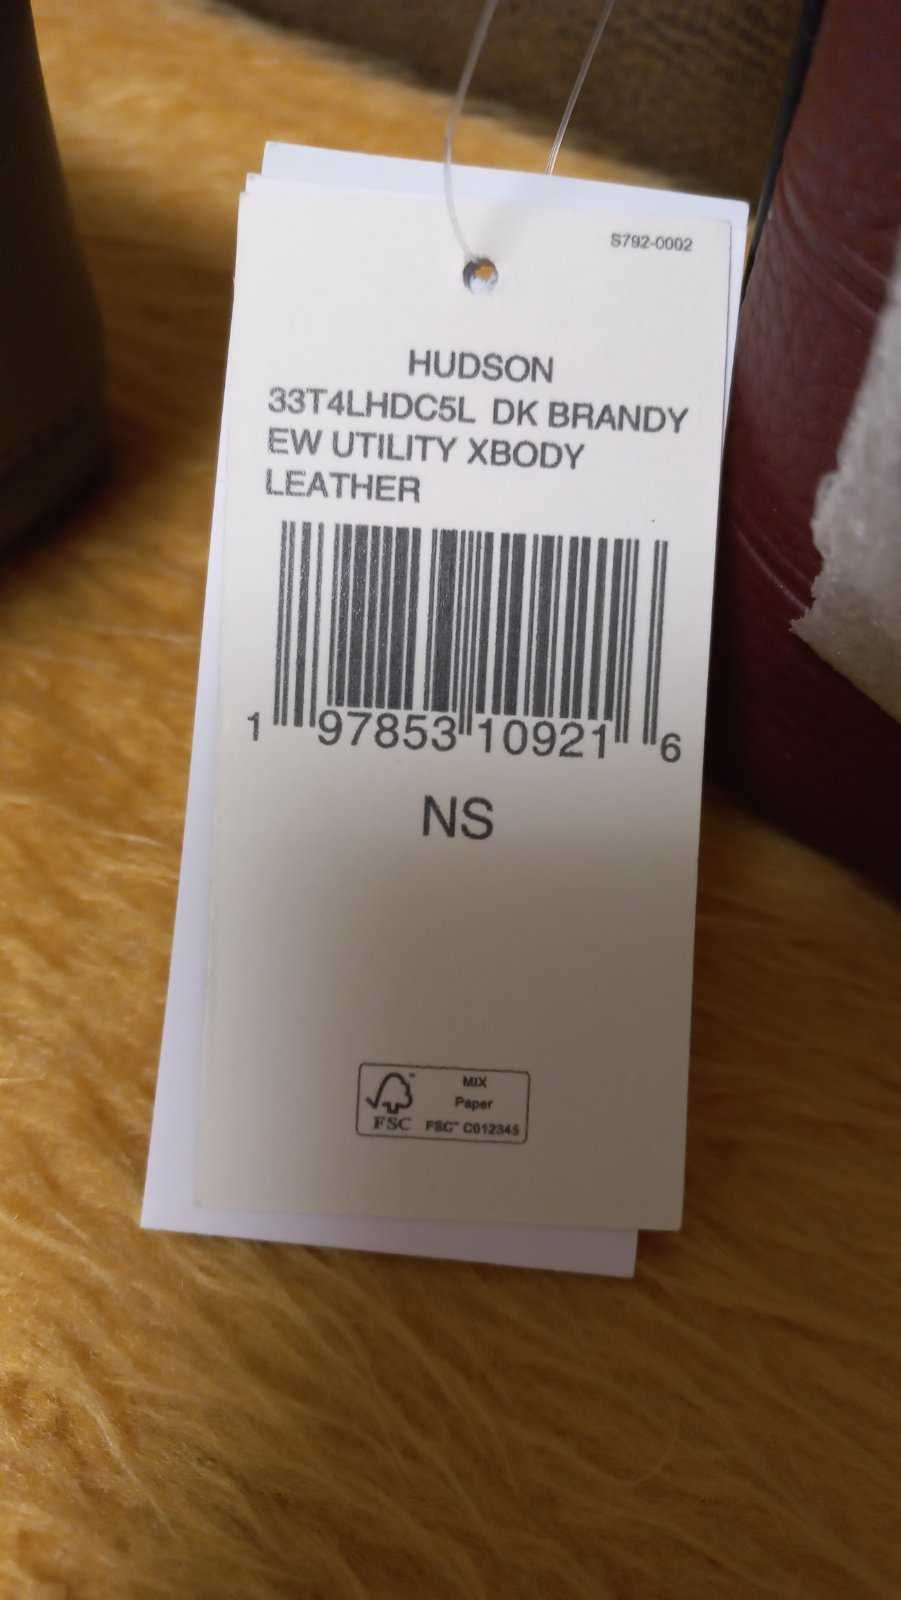 S792-0002
HUDSON
33T4LHDC5L DK BRANDY
EW UTILITY XBODY
LEATHER
1 97853 10921 6
NS
MIX
Paper
FSC™ C012345
FSC